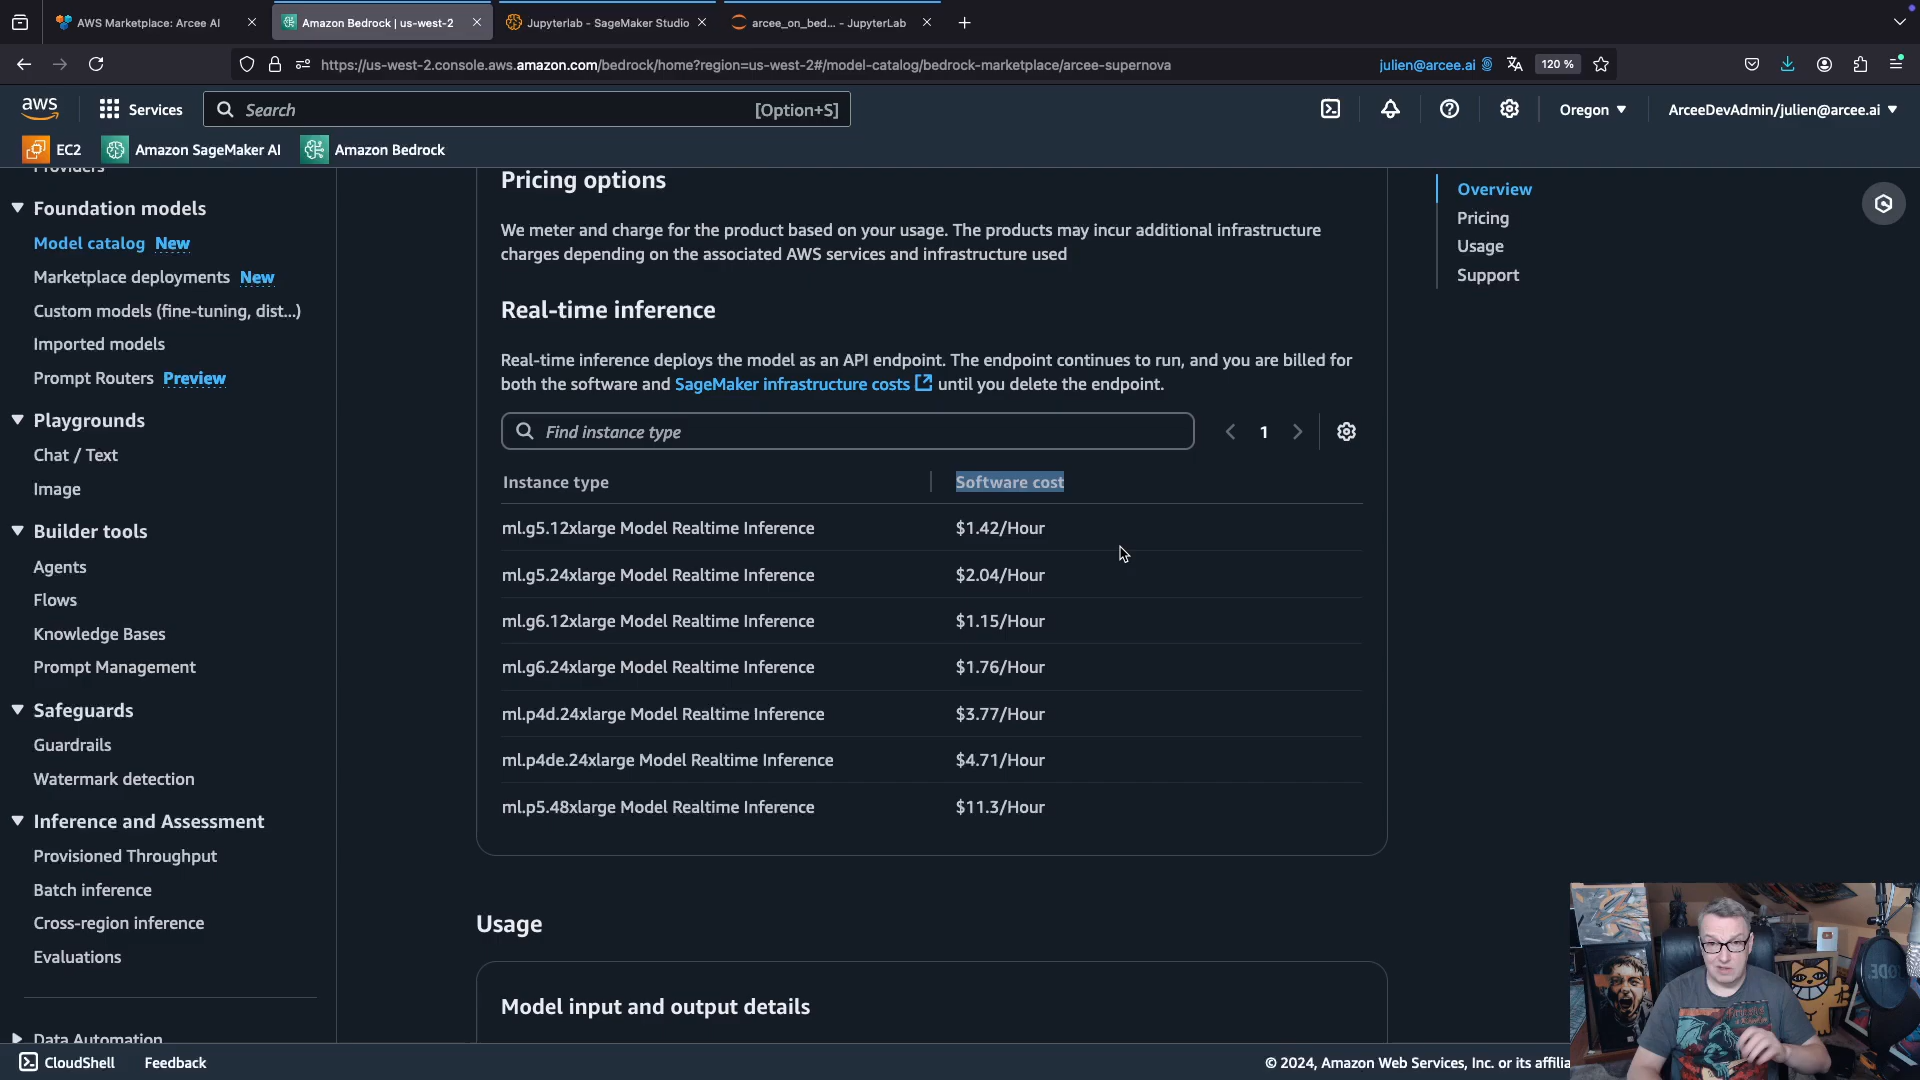 AWS Marketplace: Arcee AI
Amazon Bedrock | us-west-2
Jupyterlab - SageMaker Studio
arcee_on_bed... - JupyterLab
https://us-west-2.console.aws.amazon.com/bedrock/home?region=us-west-2#/model-catalog/bedrock-marketplace/arcee-supernova
julien@arcee.ai
120 %
aws
Services
Search
[Option+S]
Oregon
ArceeDevAdmin/julien@arcee.ai
EC2
Amazon SageMaker AI
Amazon Bedrock
Providers
Foundation models
Model catalog New
Marketplace deployments New
Custom models (fine-tuning, dist...)
Imported models
Prompt Routers Preview
Playgrounds
Chat / Text
Image
Builder tools
Agents
Flows
Knowledge Bases
Prompt Management
Safeguards
Guardrails
Watermark detection
Inference and Assessment
Provisioned Throughput
Batch inference
Cross-region inference
Evaluations
Data Automation
Pricing options
We meter and charge for the product based on your usage. The products may incur additional infrastructure
charges depending on the associated AWS services and infrastructure used
Real-time inference
Real-time inference deploys the model as an API endpoint. The endpoint continues to run, and you are billed for
both the software and SageMaker infrastructure costs until you delete the endpoint.
Find instance type
1
Instance type Software cost
ml.g5.12xlarge Model Realtime Inference $1.42/Hour
ml.g5.24xlarge Model Realtime Inference $2.04/Hour
ml.g6.12xlarge Model Realtime Inference $1.15/Hour
ml.g6.24xlarge Model Realtime Inference $1.76/Hour
ml.p4d.24xlarge Model Realtime Inference $3.77/Hour
ml.p4de.24xlarge Model Realtime Inference $4.71/Hour
ml.p5.48xlarge Model Realtime Inference $11.3/Hour
Usage
Model input and output details
Overview
Pricing
Usage
Support
CloudShell
Feedback
© 2024, Amazon Web Services, Inc. or its affilia